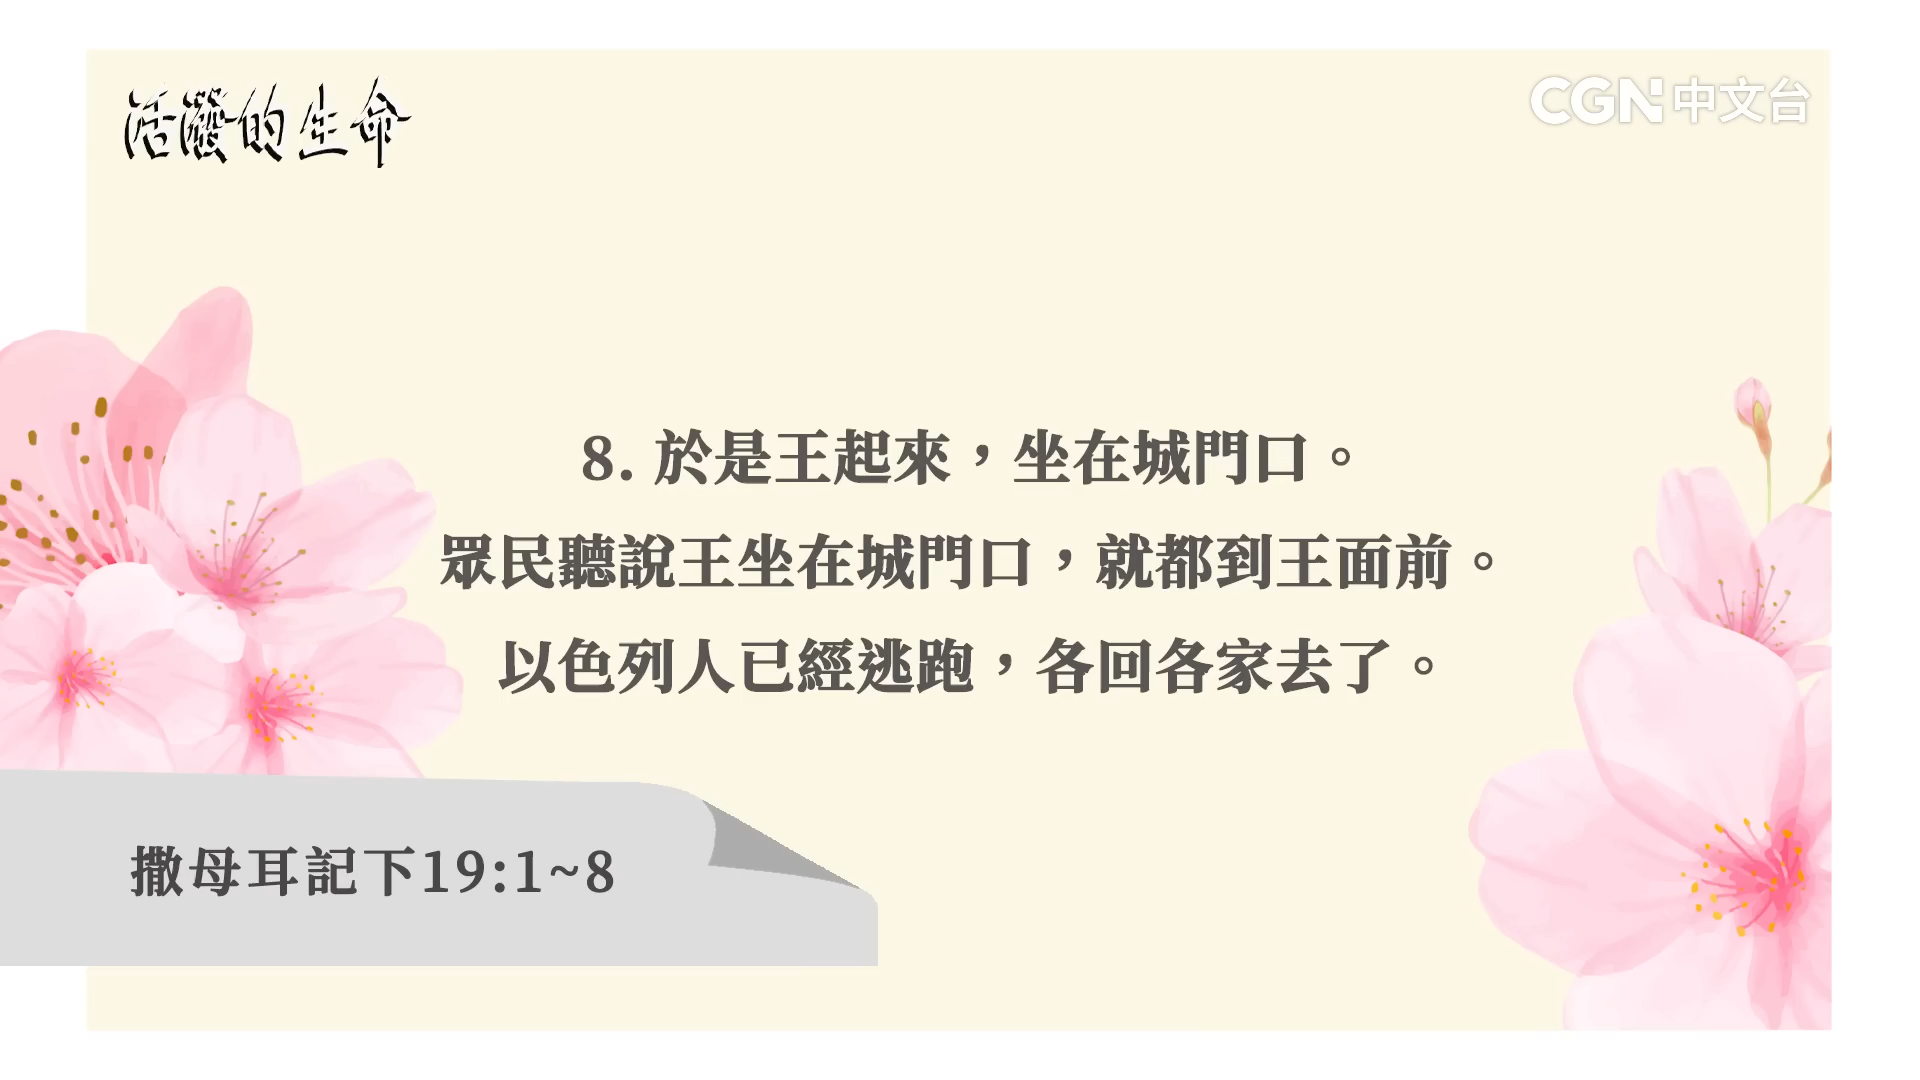 活潑的生命
CGN中文台
8. 於是王起來，坐在城門口。
眾民聽說王坐在城門口，就都到王面前。
以色列人已經逃跑，各回各家去了。
撒母耳記下19:1~8